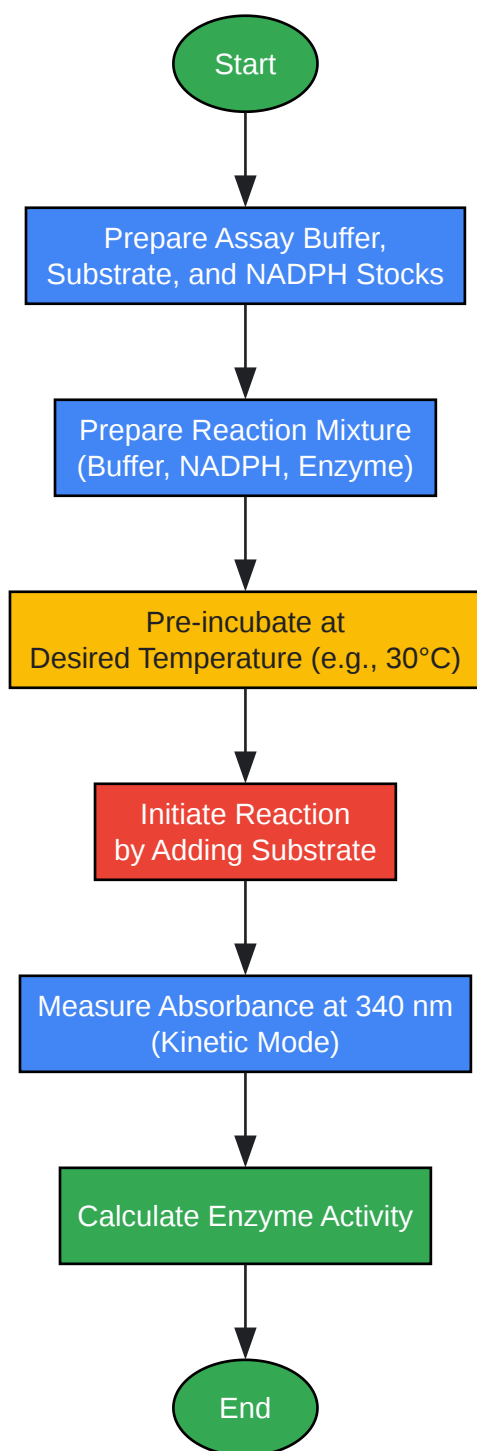 Start
Prepare Assay Buffer,
Substrate, and NADPH Stocks
Prepare Reaction Mixture
(Buffer, NADPH, Enzyme)
Pre-incubate at
Desired Temperature (e.g., 30°C)
Initiate Reaction
by Adding Substrate
Measure Absorbance at 340 nm
(Kinetic Mode)
Calculate Enzyme Activity
End